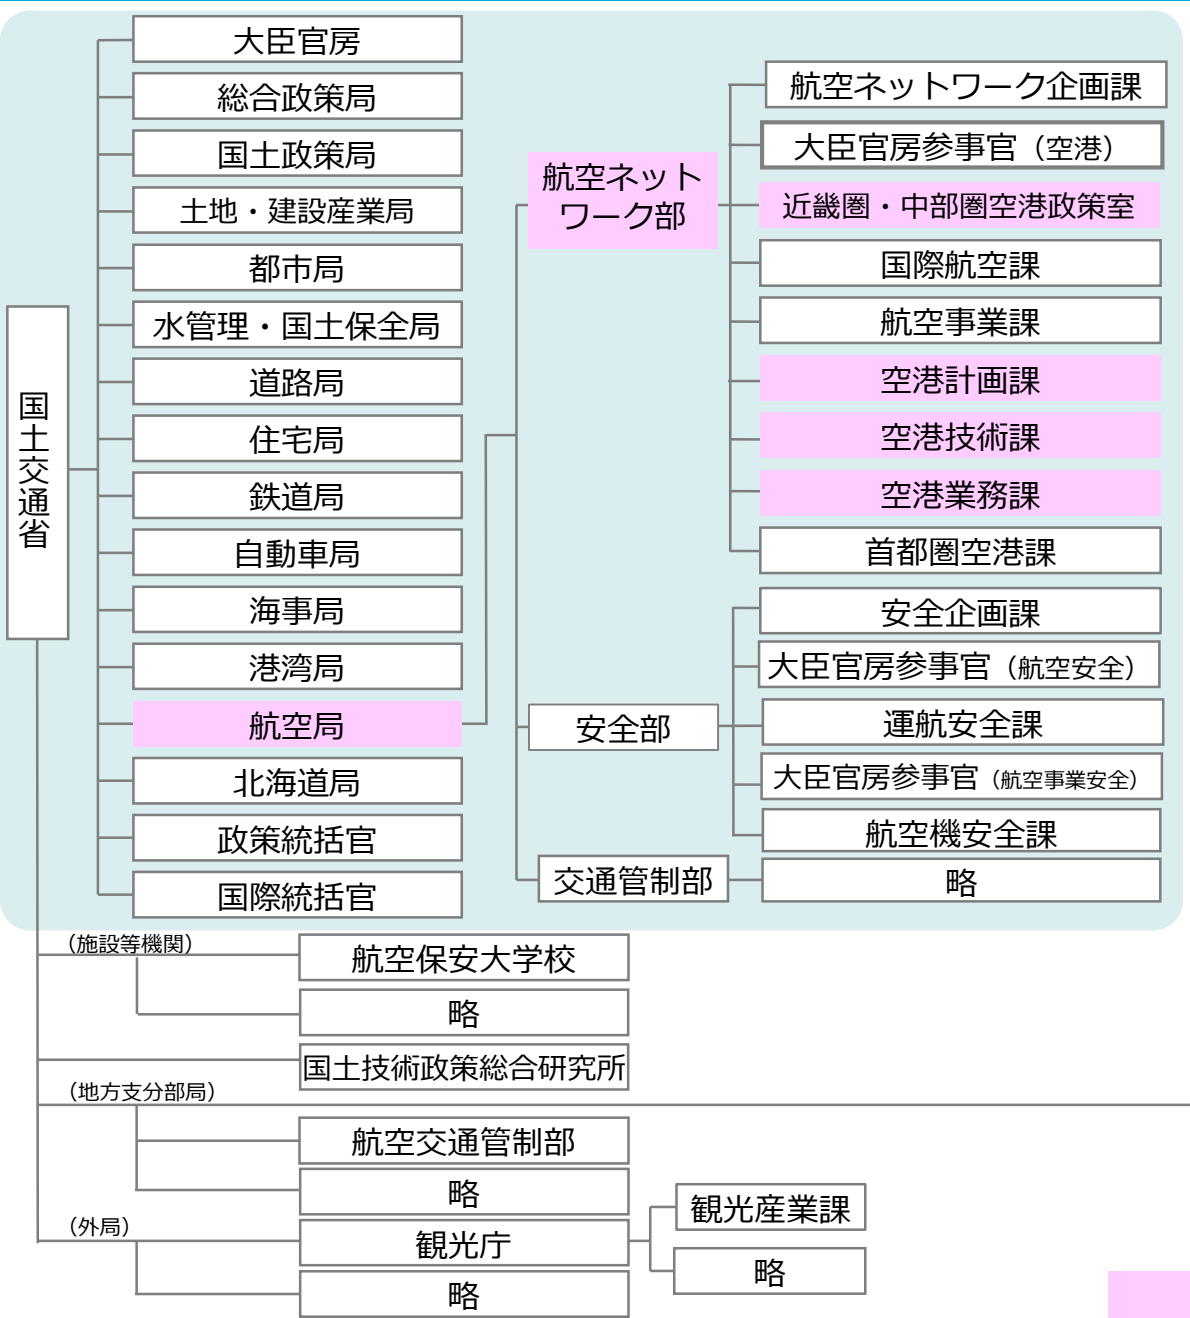 国土交通省
大臣官房
総合政策局
国土政策局
土地・建設産業局
都市局
水管理・国土保全局
道路局
住宅局
鉄道局
自動車局
海事局
港湾局
航空局
北海道局
政策統括官
国際統括官
航空ネット
ワーク部
航空ネットワーク企画課
大臣官房参事官（空港）
近畿圏・中部圏空港政策室
国際航空課
航空事業課
空港計画課
空港技術課
空港業務課
首都圏空港課
安全部
安全企画課
大臣官房参事官（航空安全）
運航安全課
大臣官房参事官（航空事業安全）
航空機安全課
交通管制部
略
（施設等機関）
航空保安大学校
略
国土技術政策総合研究所
（地方支分部局）
航空交通管制部
略
（外局）
観光庁
観光産業課
略
略